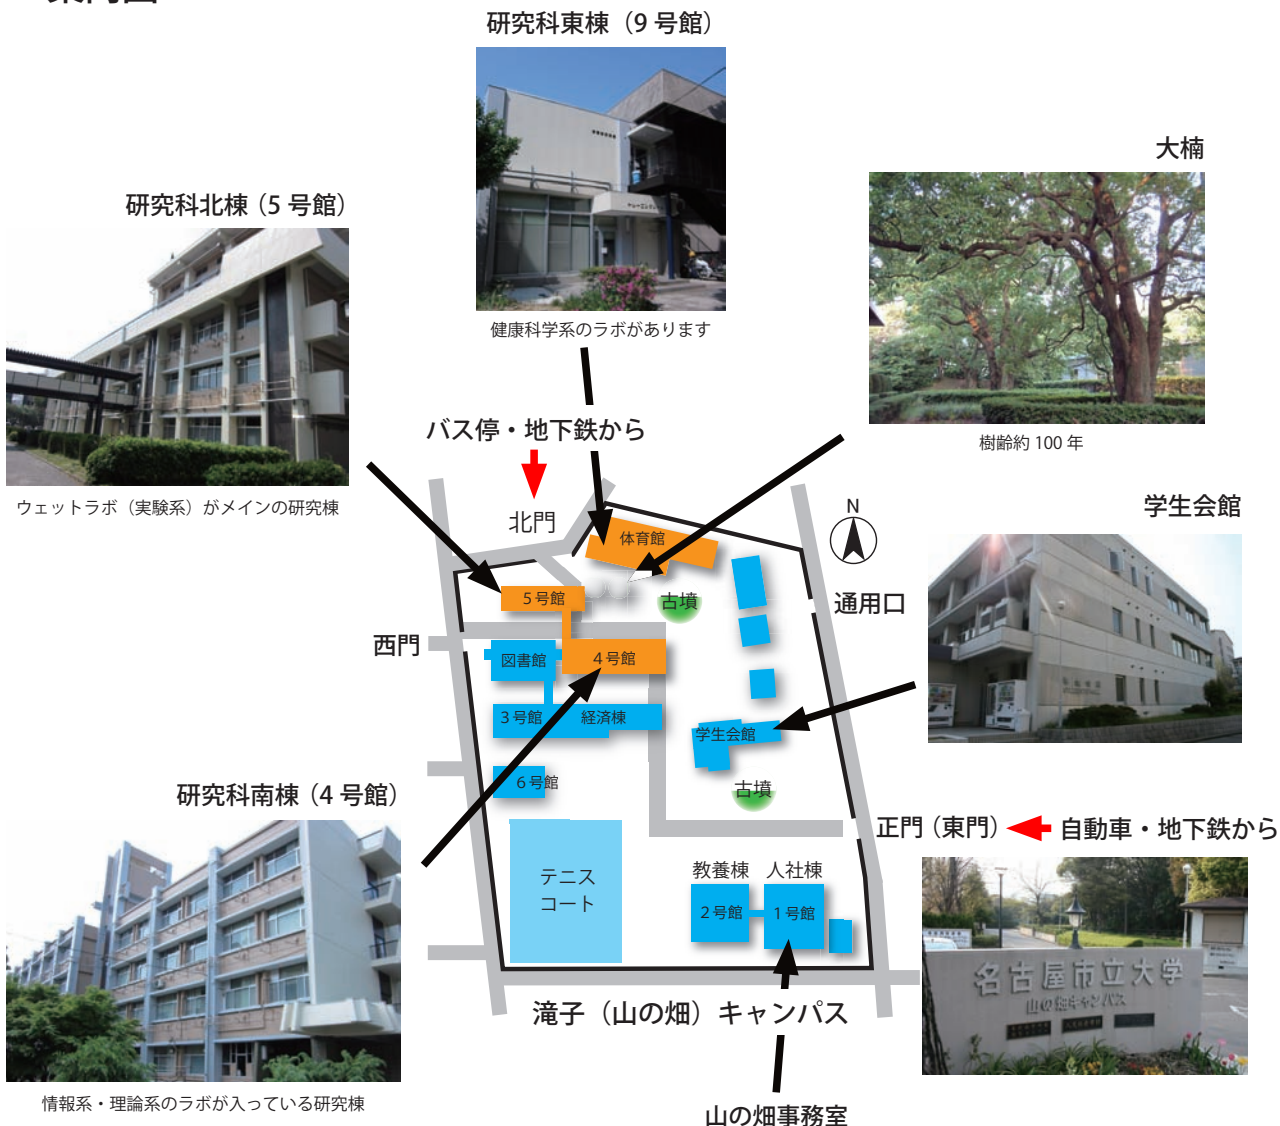 研究科東棟（9 号館）
大楠
研究科北棟（5 号館）
健康科学系のラボがあります
バス停・地下鉄から
樹齢約 100 年
ウェットラボ（実験系）がメインの研究棟
学生会館
北門
N
体育館
5 号館
古墳
通用口
西門
図書館
4 号館
3 号館
経済棟
学生会館
6 号館
古墳
研究科南棟（4 号館）
正門（東門）
自動車・地下鉄から
テニス
コート
教養棟
人社棟
2 号館
1 号館
名古屋市立大学
山の畑キャンパス
滝子（山の畑）キャンパス
情報系・理論系のラボが入っている研究棟
山の畑事務室